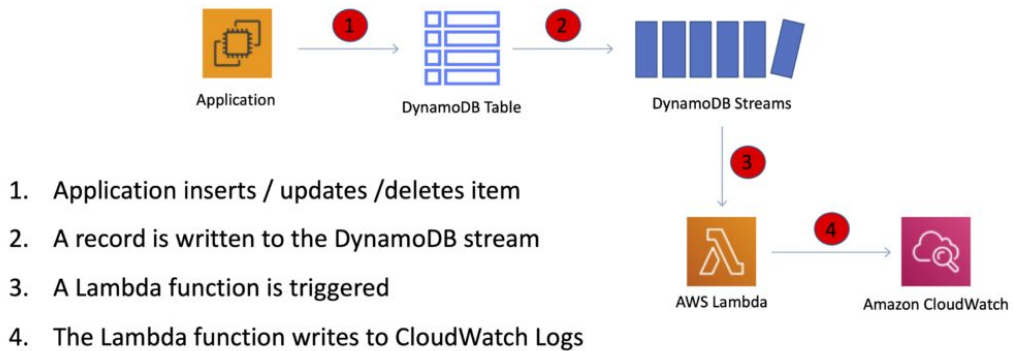 1
2
Application
DynamoDB Table
DynamoDB Streams
3
1. Application inserts / updates /deletes item
2. A record is written to the DynamoDB stream
4
3. A Lambda function is triggered
AWS Lambda
Amazon CloudWatch
4. The Lambda function writes to CloudWatch Logs